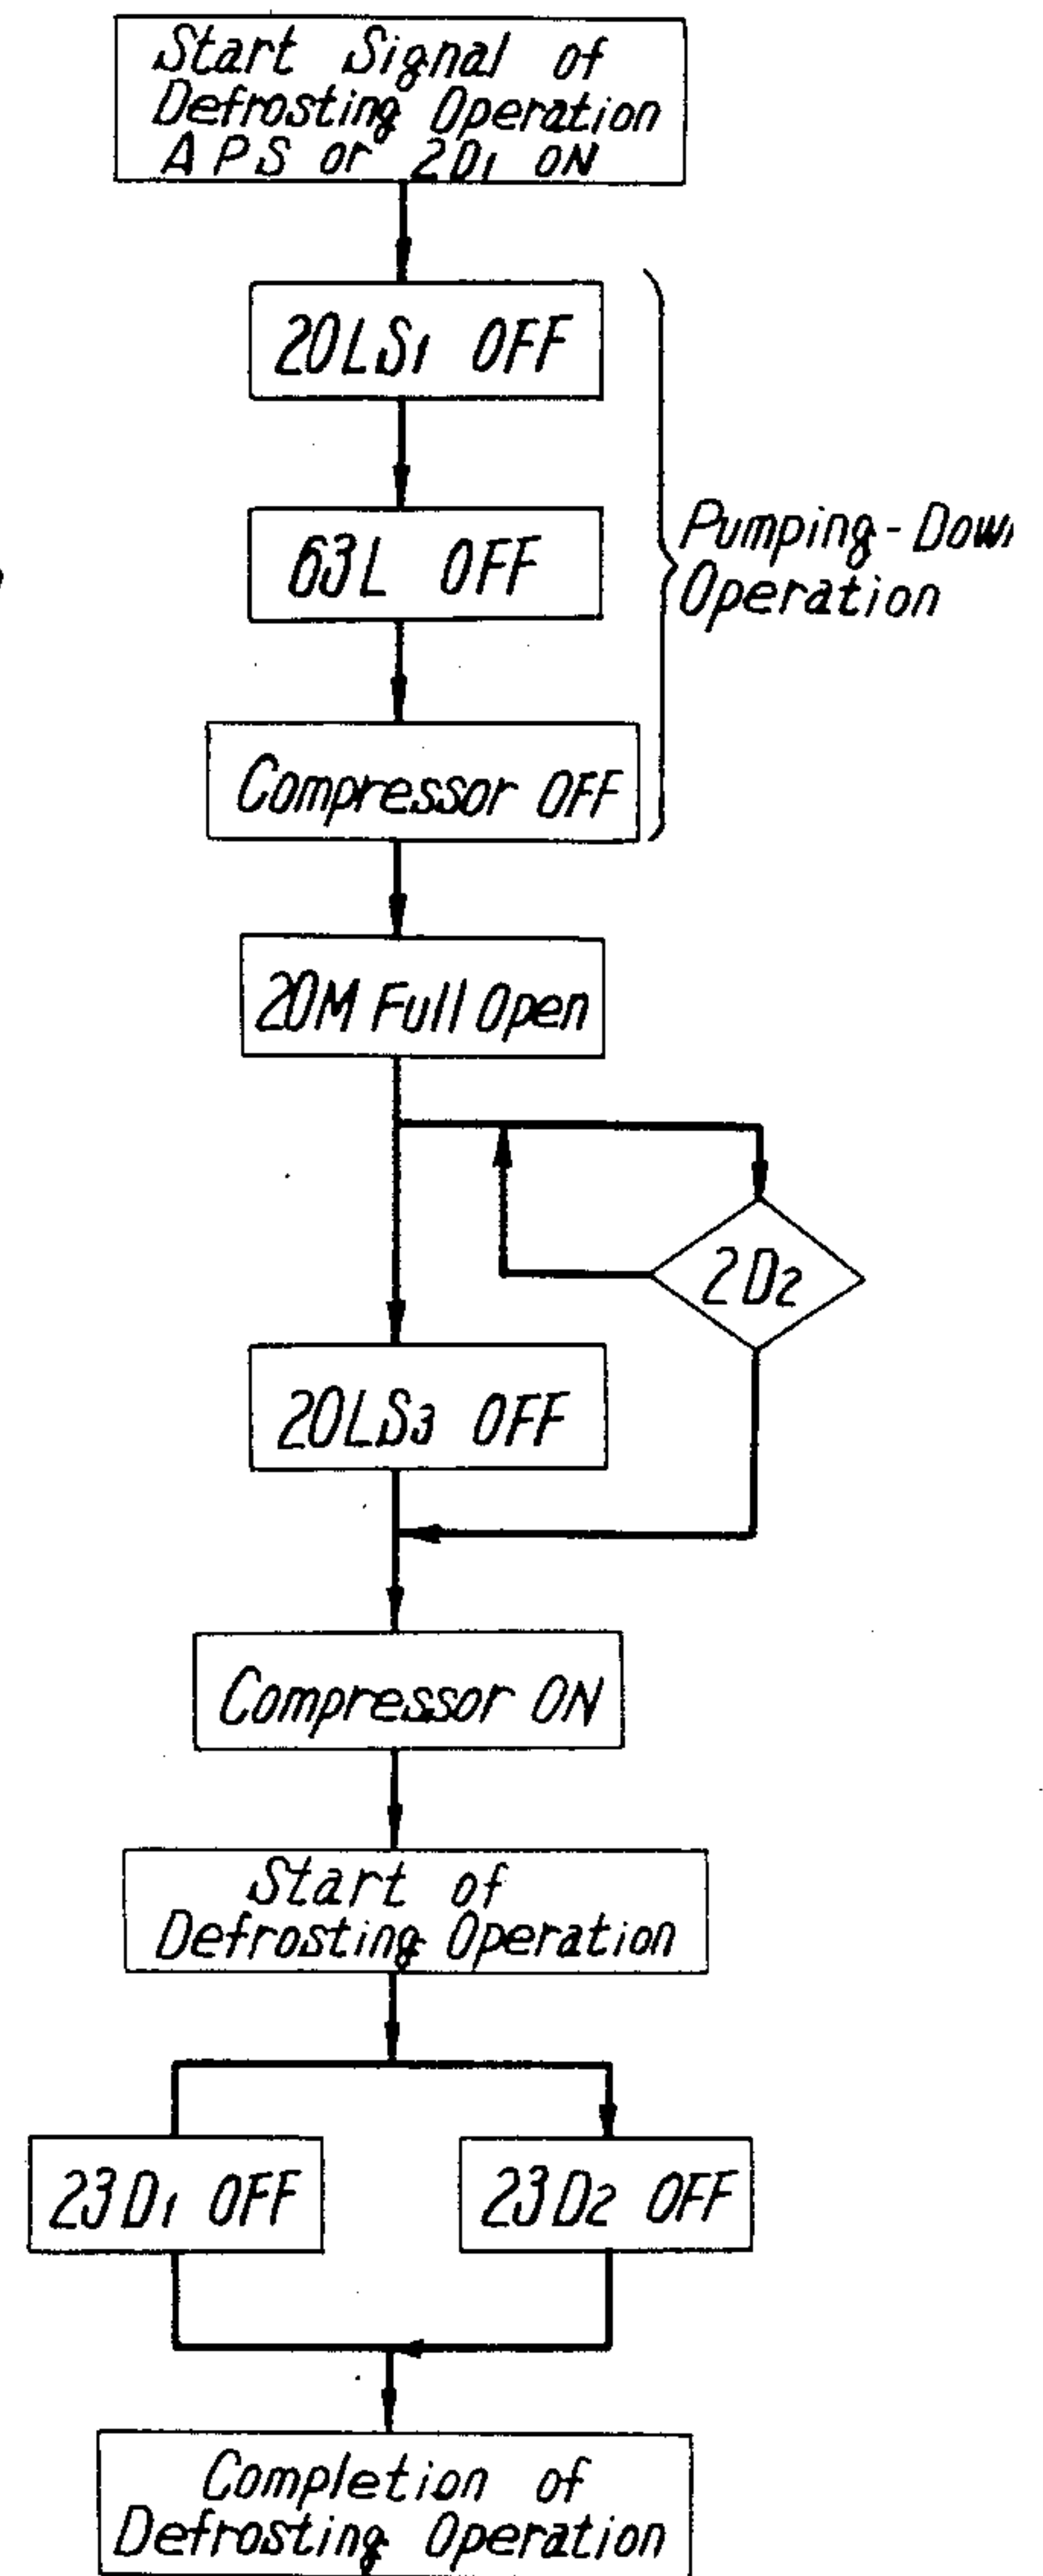 Start Signal of
Defrosting Operation
APS or 2D1 ON
20LS1 OFF
63L OFF
Compressor OFF
Pumping-Down
Operation
20M Full Open
2D2
20LS3 OFF
Compressor ON
Start of
Defrosting Operation
23D1 OFF
23D2 OFF
Completion of
Defrosting Operation